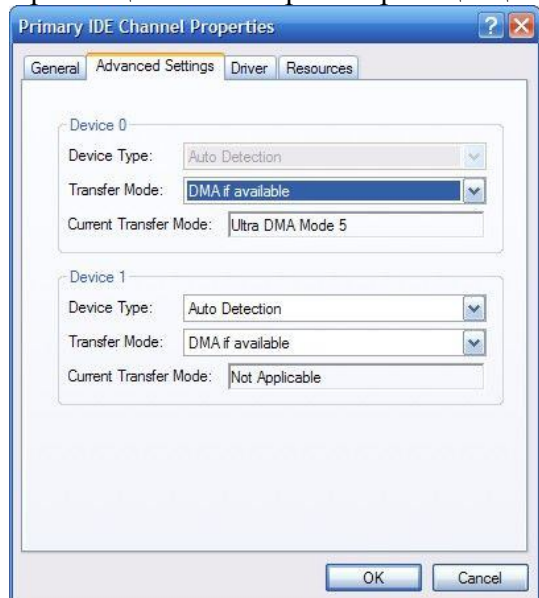 Primary IDE Channel Properties
General Advanced Settings Driver Resources
Device 0
Device Type: Auto Detection
Transfer Mode: DMA if available
Current Transfer Mode: Ultra DMA Mode 5
Device 1
Device Type: Auto Detection
Transfer Mode: DMA if available
Current Transfer Mode: Not Applicable
OK Cancel